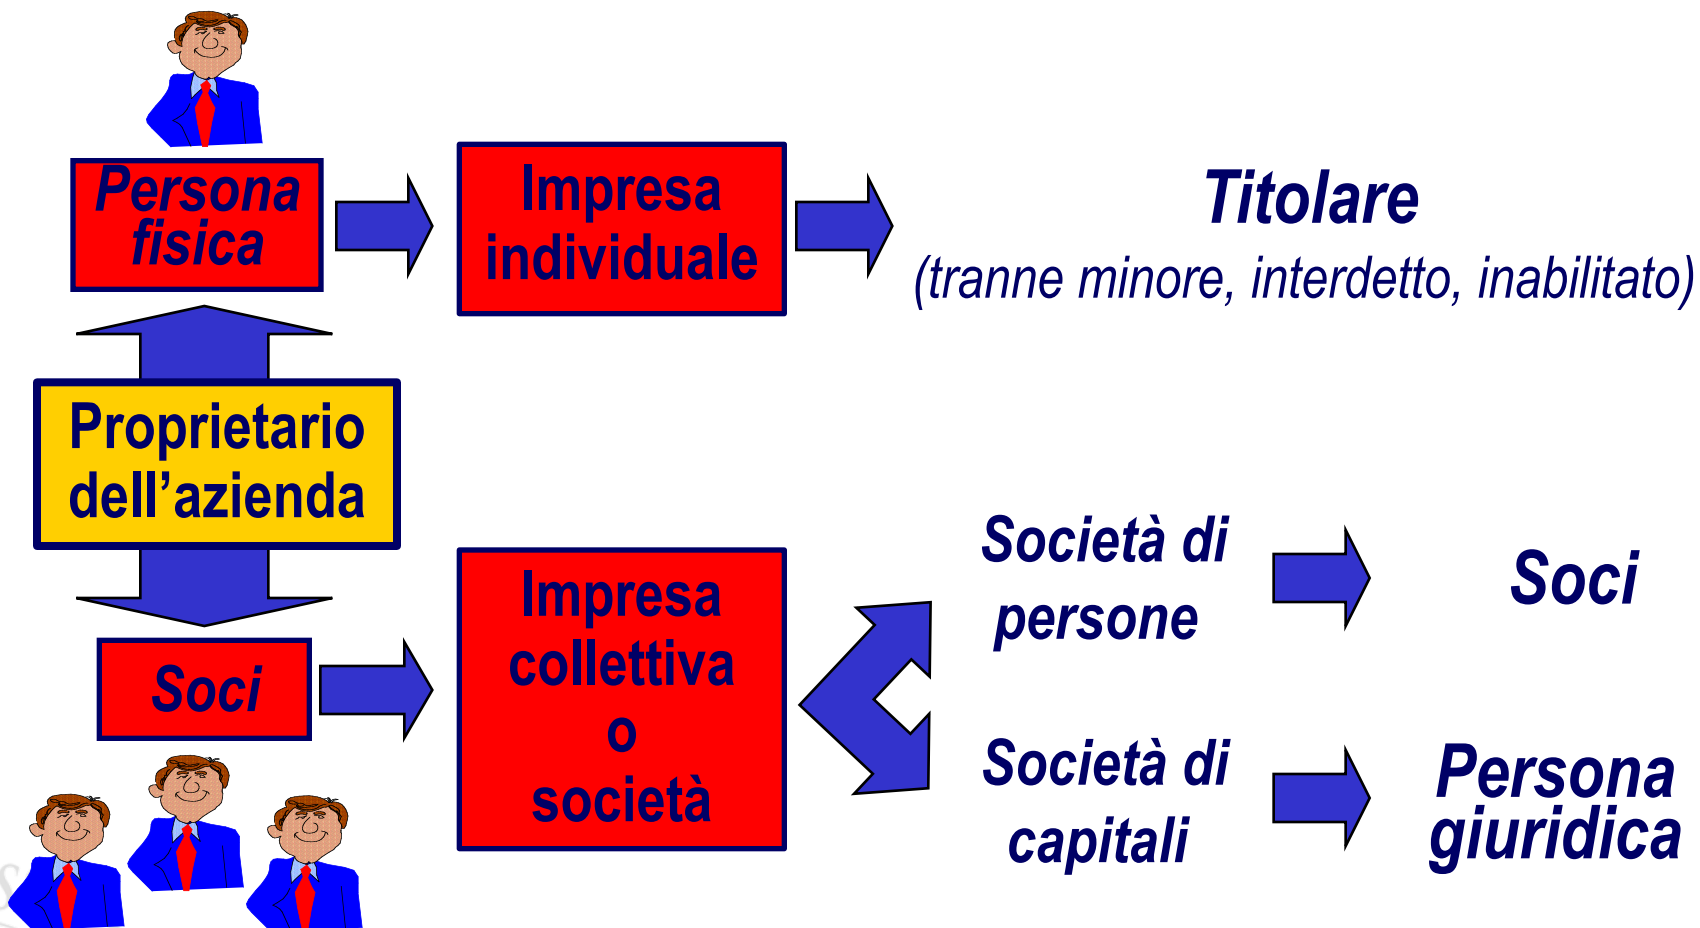 Persona
fisica
Impresa
individuale
Titolare
(tranne minore, interdetto, inabilitato)
Proprietario
dell’azienda
Soci
Impresa
collettiva
o
società
Società di
persone
Soci
Società di
capitali
Persona
giuridica